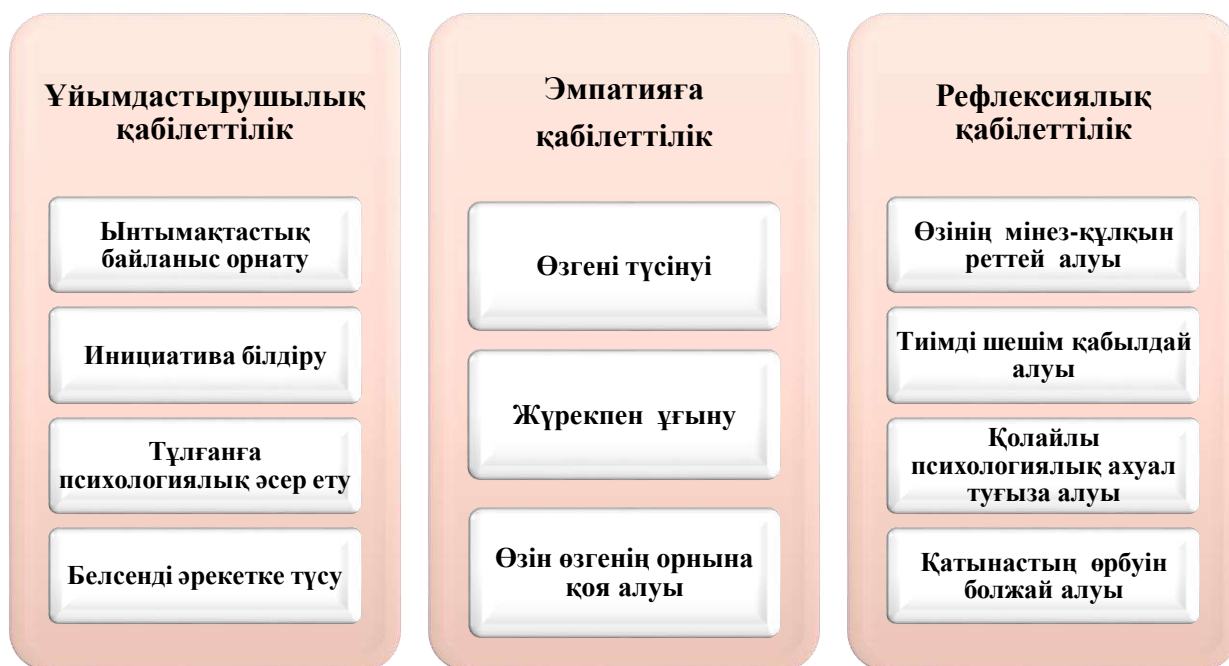 Ұйымдастырушылық
қабілеттілік
Ынтымақтастық
байланыс орнату
Инициатива білдіру
Тұлғанға
психологиялық әсер ету
Белсенді әрекетке түсу
Эмпатияға
қабілеттілік
Өзгені түсінуі
Жүрекпен ұғыну
Өзін өзгенің орнына
қоя алуы
Рефлексиялық
қабілеттілік
Өзінің мінез-құлқын
реттей алуы
Тиімді шешім қабылдай
алуы
Қолайлы
психологиялық ахуал
туғыза алуы
Қатынастың өрбуін
болжай алуы